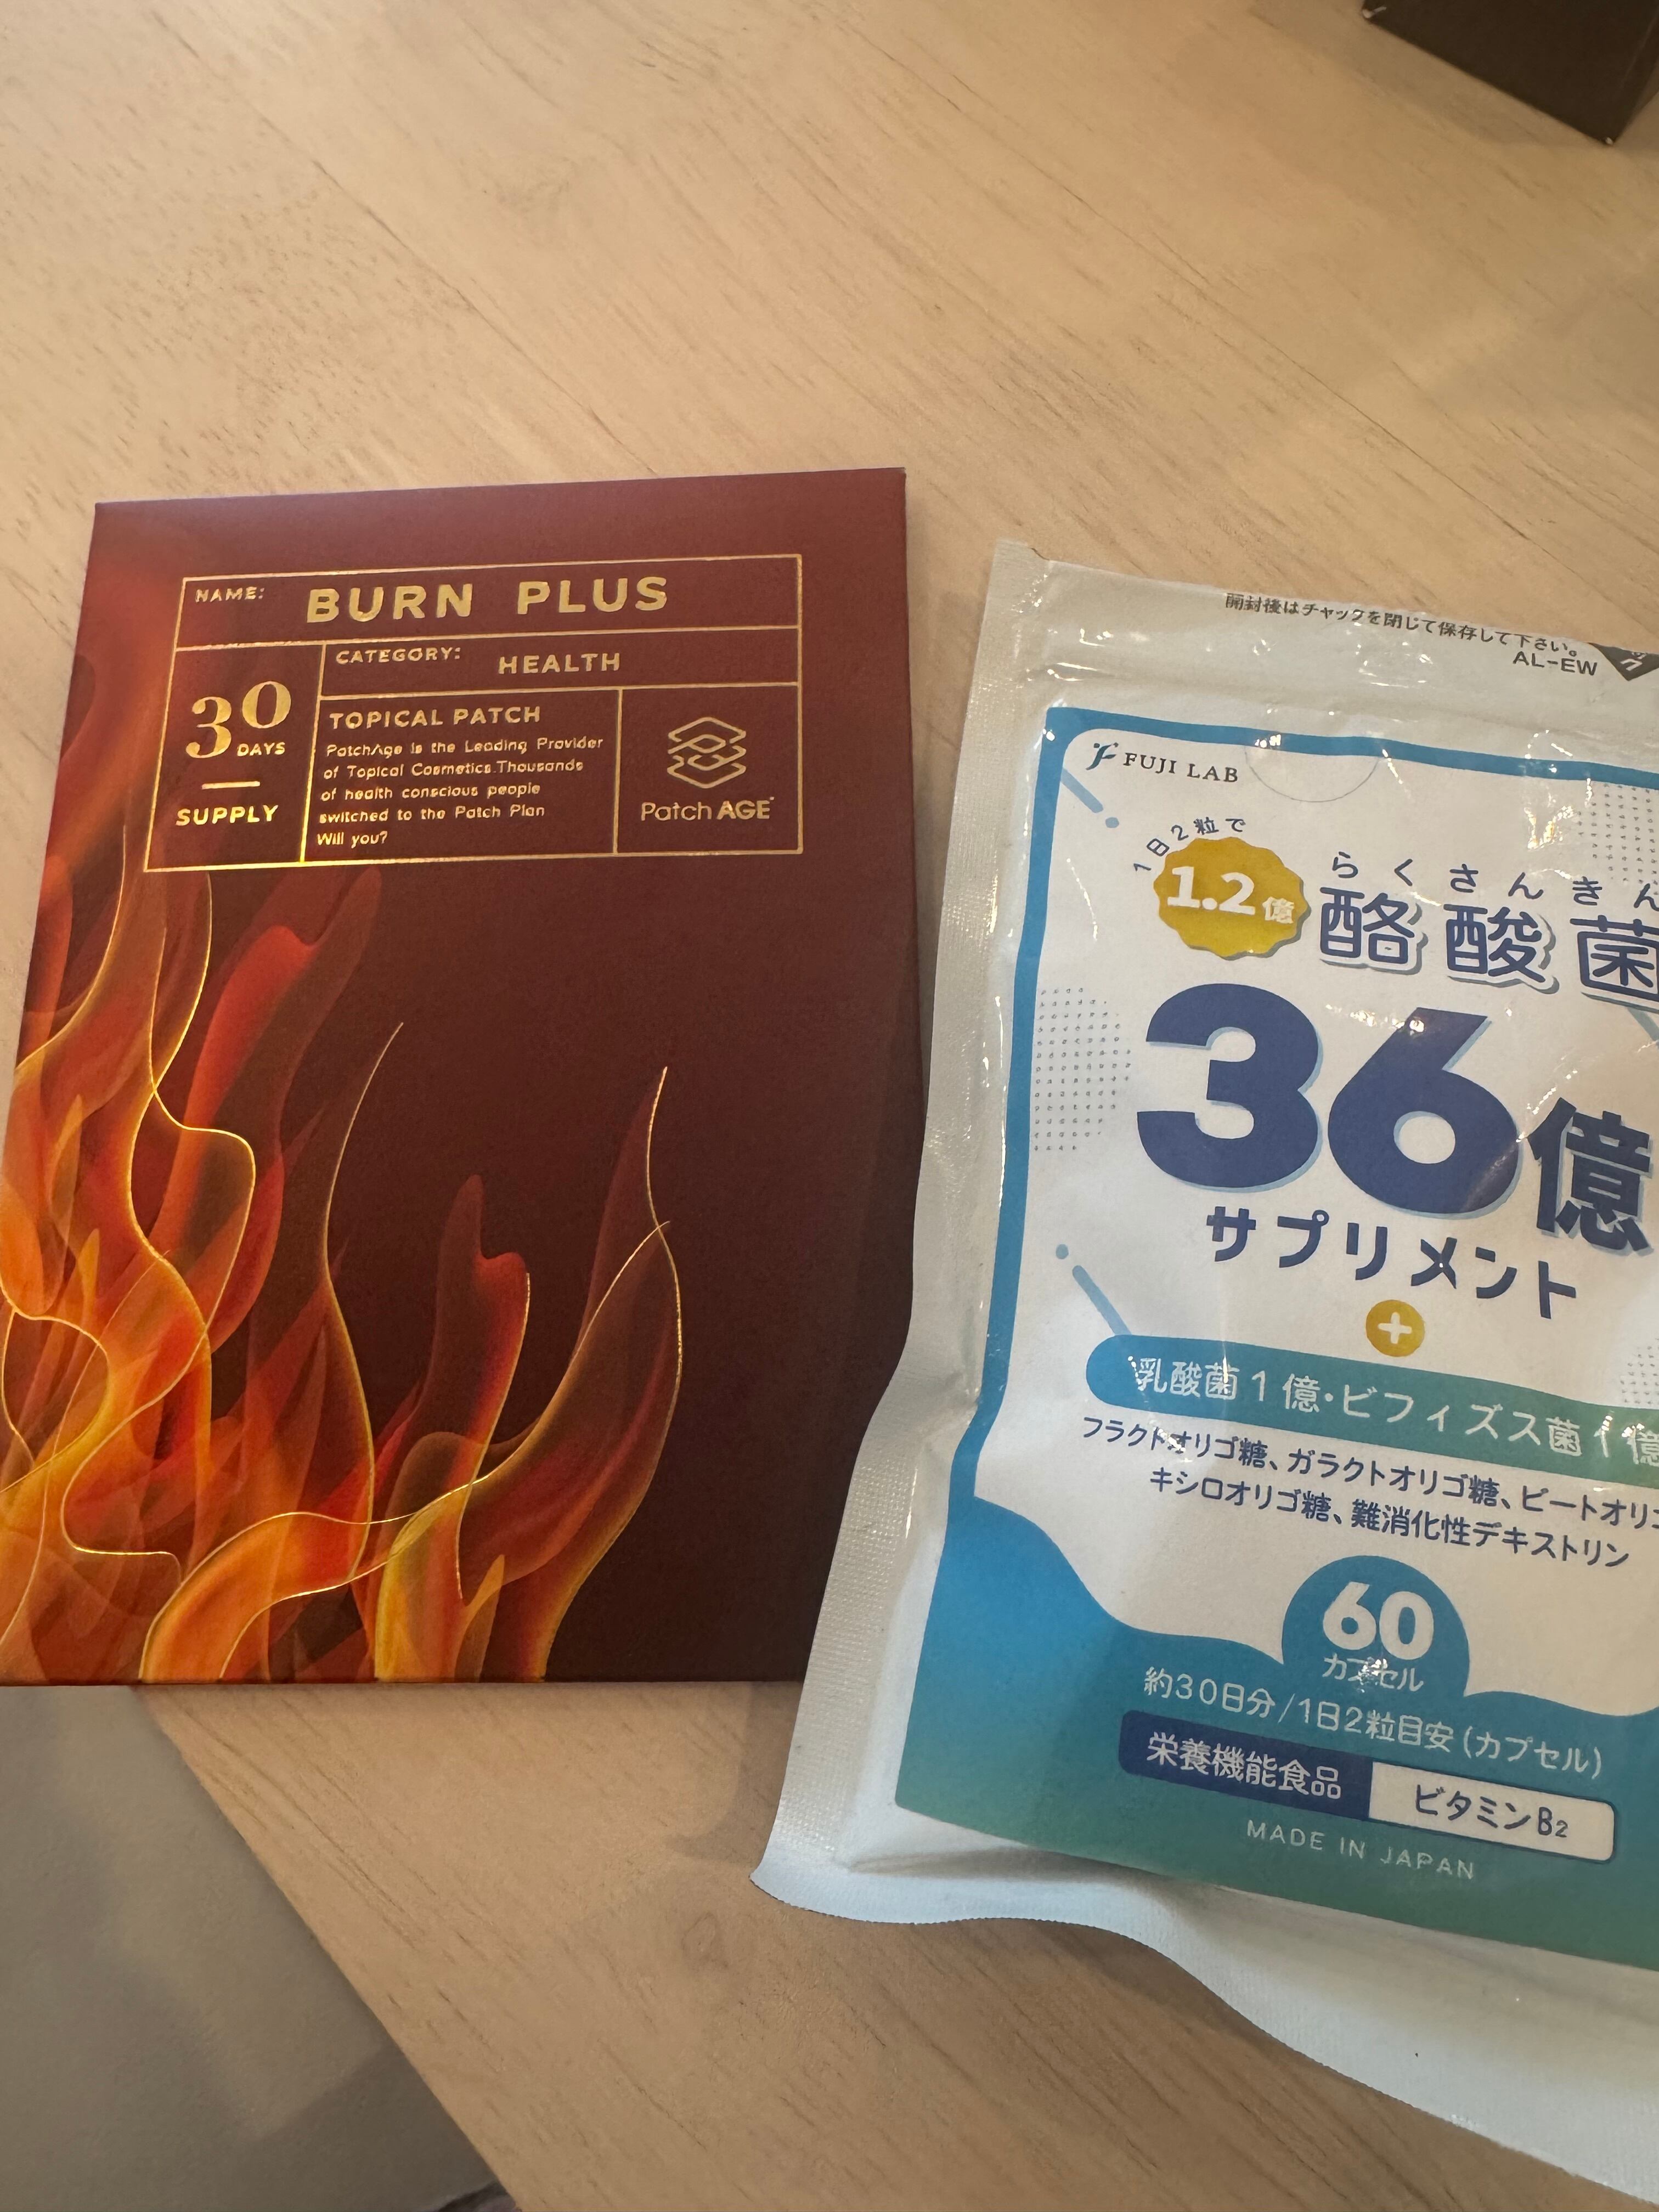 NAME: BURN PLUS
CATEGORY: HEALTH
30 DAYS
SUPPLY
TOPICAL PATCH
PatchAge is the Leading Provider
of Topical Cosmetics.Thousands
of health conscious people
switched to the Patch Plan
Will you?
Patch AGE
開封後はチャックを閉じて保存して下さい。
AL-EW
FUJI LAB
1日2粒で
1.2億
らくさんきん
酪酸菌
36億
サプリメント
+
乳酸菌1億・ビフィズス菌1億
フラクトオリゴ糖、ガラクトオリゴ糖、ビートオリゴ
キシロオリゴ糖、難消化性デキストリン
60
カプセル
約30日分/1日2粒目安(カプセル)
栄養機能食品 ビタミンB2
MADE IN JAPAN